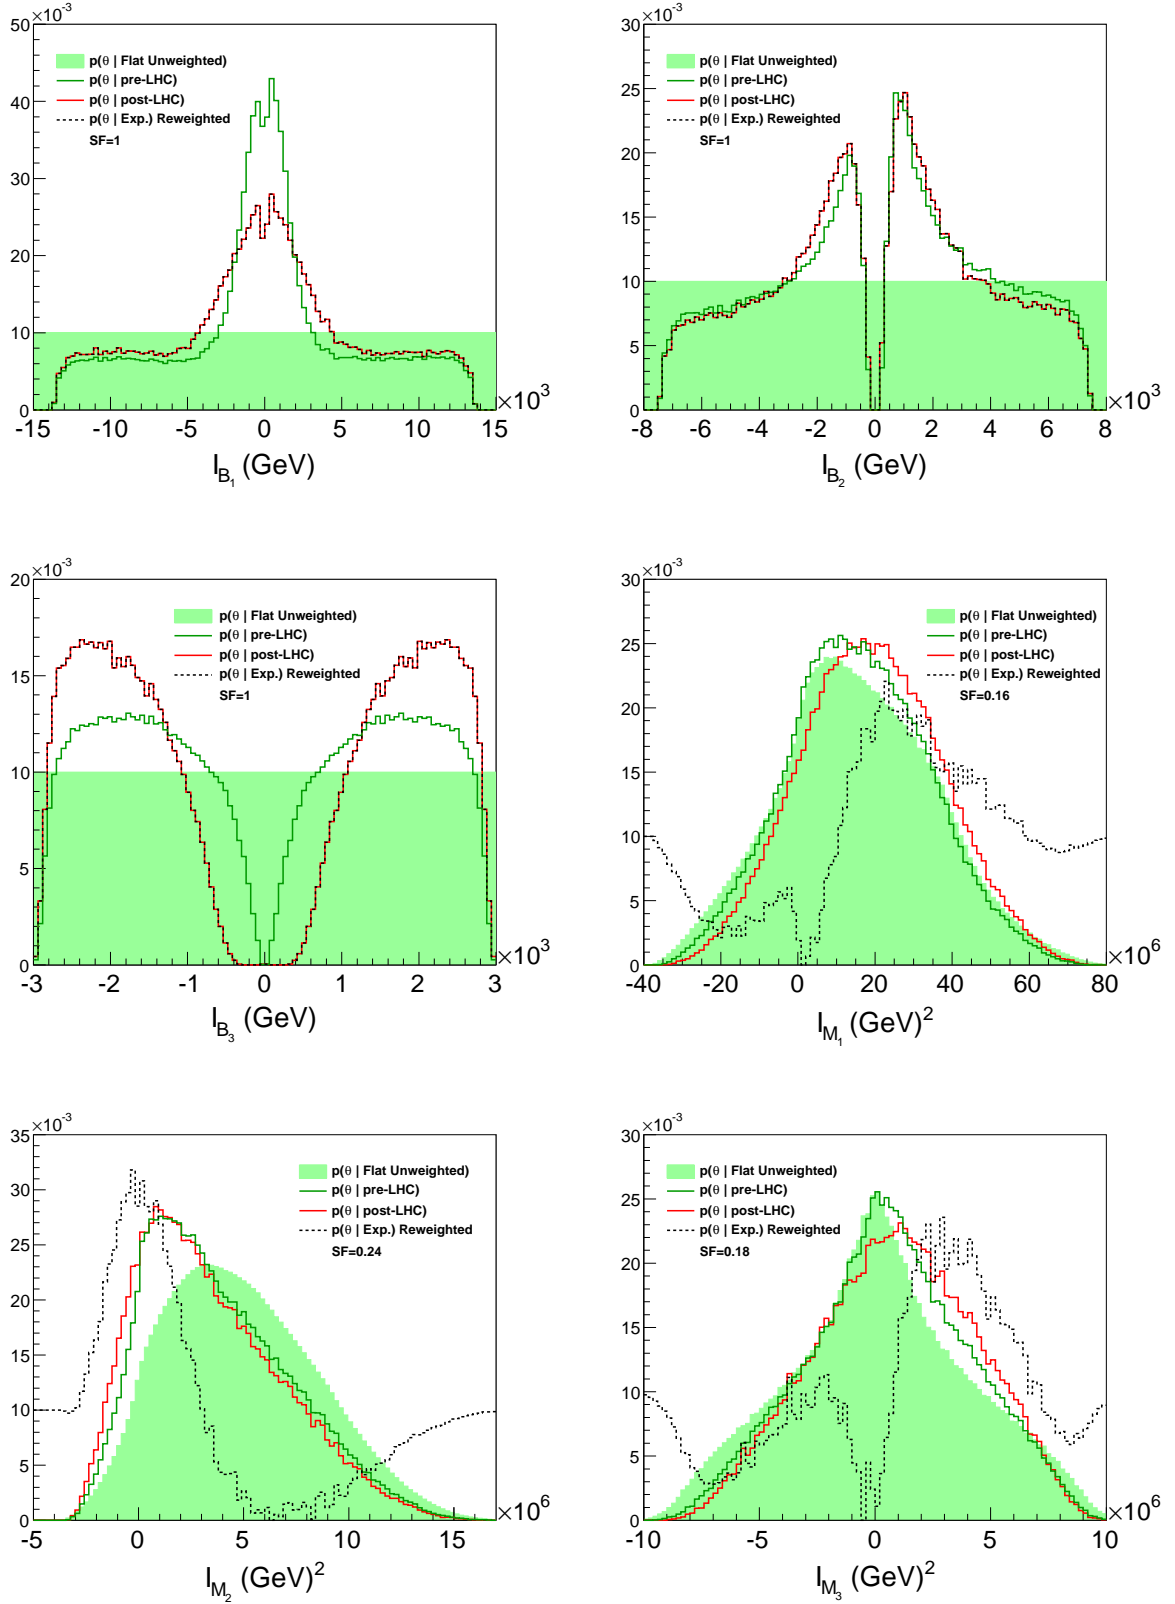 ×10⁻³
50
40
30
20
10
0
p(θ | Flat Unweighted)
p(θ | pre-LHC)
p(θ | post-LHC)
p(θ | Exp.) Reweighted
SF=1
-15 -10 -5 0 5 10 15
×10³
I_B₁ (GeV)
×10⁻³
30
25
20
15
10
5
0
p(θ | Flat Unweighted)
p(θ | pre-LHC)
p(θ | post-LHC)
p(θ | Exp.) Reweighted
SF=1
-8 -6 -4 -2 0 2 4 6 8
×10³
I_B₂ (GeV)
×10⁻³
20
15
10
5
0
p(θ | Flat Unweighted)
p(θ | pre-LHC)
p(θ | post-LHC)
p(θ | Exp.) Reweighted
SF=1
-3 -2 -1 0 1 2 3
×10³
I_B₃ (GeV)
×10⁻³
30
25
20
15
10
5
0
p(θ | Flat Unweighted)
p(θ | pre-LHC)
p(θ | post-LHC)
p(θ | Exp.) Reweighted
SF=0.16
-40 -20 0 20 40 60 80
×10⁶
I_M₁ (GeV)²
×10⁻³
35
30
25
20
15
10
5
0
p(θ | Flat Unweighted)
p(θ | pre-LHC)
p(θ | post-LHC)
p(θ | Exp.) Reweighted
SF=0.24
-5 0 5 10 15
×10⁶
I_M₂ (GeV)²
×10⁻³
30
25
20
15
10
5
0
p(θ | Flat Unweighted)
p(θ | pre-LHC)
p(θ | post-LHC)
p(θ | Exp.) Reweighted
SF=0.18
-10 -5 0 5 10
×10⁶
I_M₃ (GeV)²